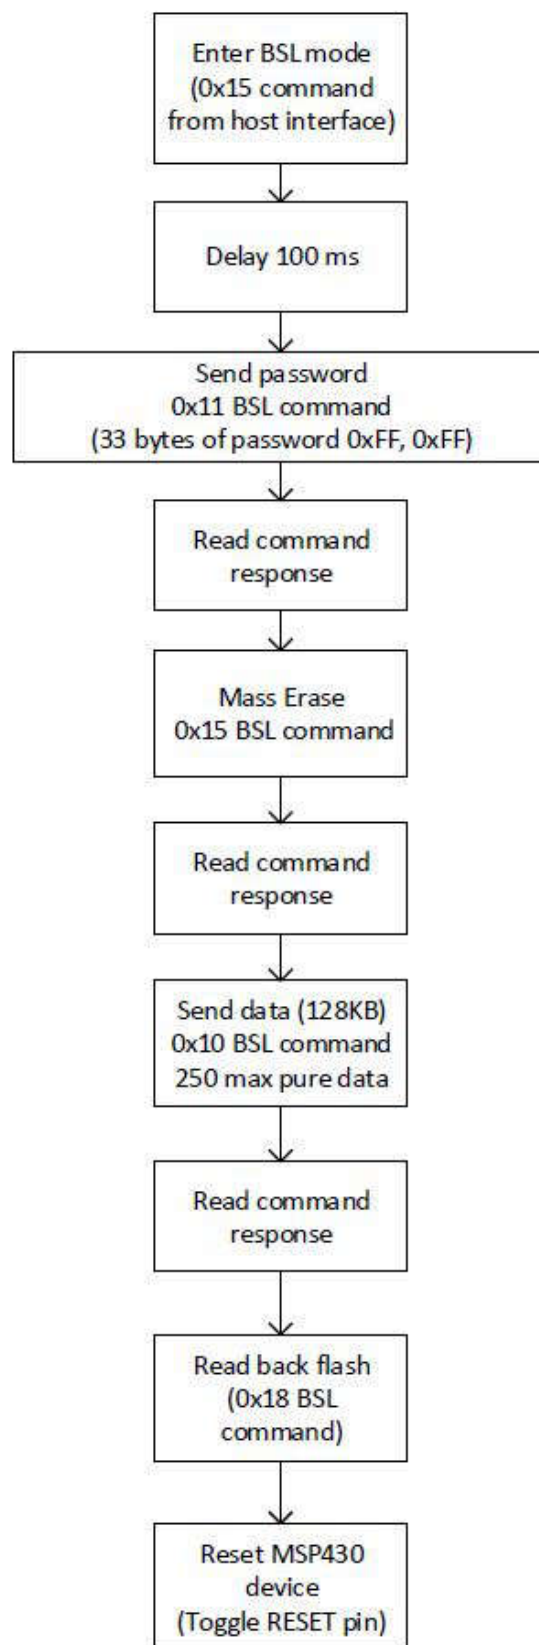 Enter BSL mode
(0x15 command
from host interface)
Delay 100 ms
Send password
0x11 BSL command
(33 bytes of password 0xFF, 0xFF)
Read command
response
Mass Erase
0x15 BSL command
Read command
response
Send data (128KB)
0x10 BSL command
250 max pure data
Read command
response
Read back flash
(0x18 BSL
command)
Reset MSP430
device
(Toggle RESET pin)